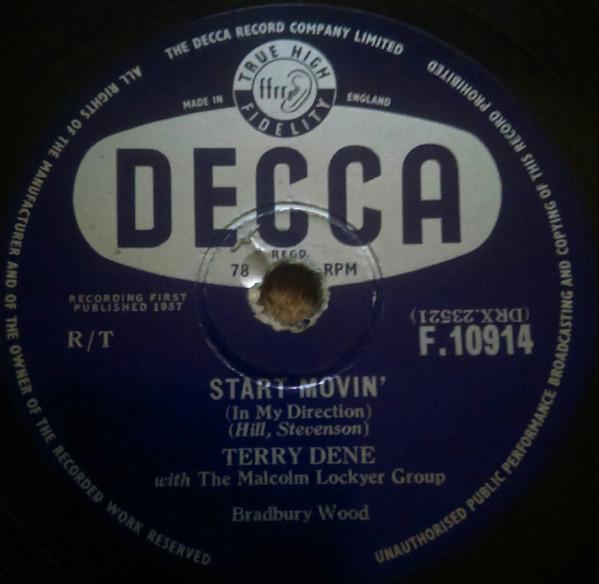 ALL RIGHTS OF THE MANUFACTURER AND OF THE OWNER OF THE RECORDED WORK RESERVED
THE DECCA RECORD COMPANY LIMITED
UNAUTHORISED PUBLIC PERFORMANCE BROADCASTING AND COPYING OF THIS RECORD PROHIBITED
TRUE HIGH
ffrr
FIDELITY
MADE IN ENGLAND
DECCA
REGD.
78 RPM
RECORDING FIRST
PUBLISHED 1957
(DRX.23521)
R/T F.10914
START MOVIN'
(In My Direction)
(Hill, Stevenson)
TERRY DENE
with The Malcolm Lockyer Group
Bradbury Wood